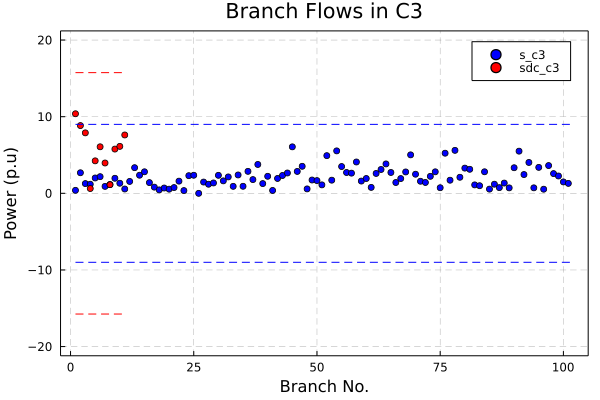 Branch Flows in C3
s_c3
sdc_c3
20
10
0
−10
−20
Power (p.u)
0
25
50
75
100
Branch No.